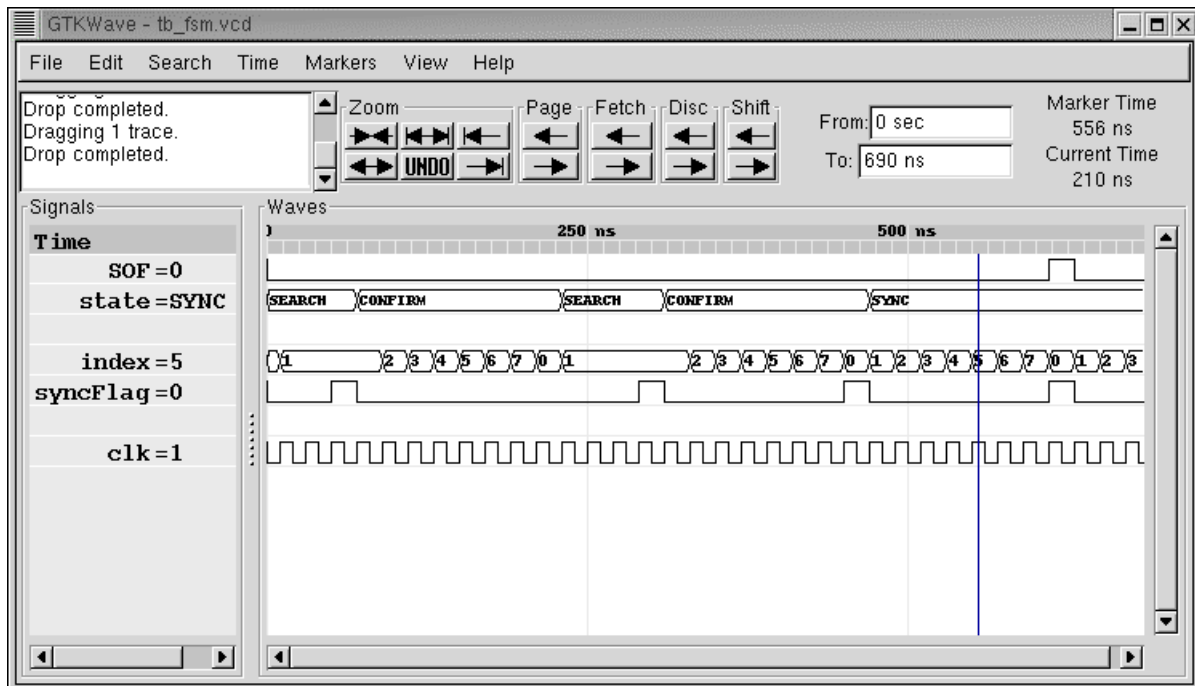 GTKWave - tb_fsm.vcd
File Edit Search Time Markers View Help
Drop completed.
Dragging 1 trace.
Drop completed.
Zoom
UNDO
Page
Fetch
Disc
Shift
From: 0 sec
To: 690 ns
Marker Time
556 ns
Current Time
210 ns
Signals
Waves
Time
250 ns 500 ns
SOF=0
state=SYNC
SEARCH CONFIRM SEARCH CONFIRM SYNC
index=5
1 2 3 4 5 6 7 0 1 2 3 4 5 6 7 0 1 2 3 4 5 6 7 0 1 2 3
syncFlag=0
clk=1